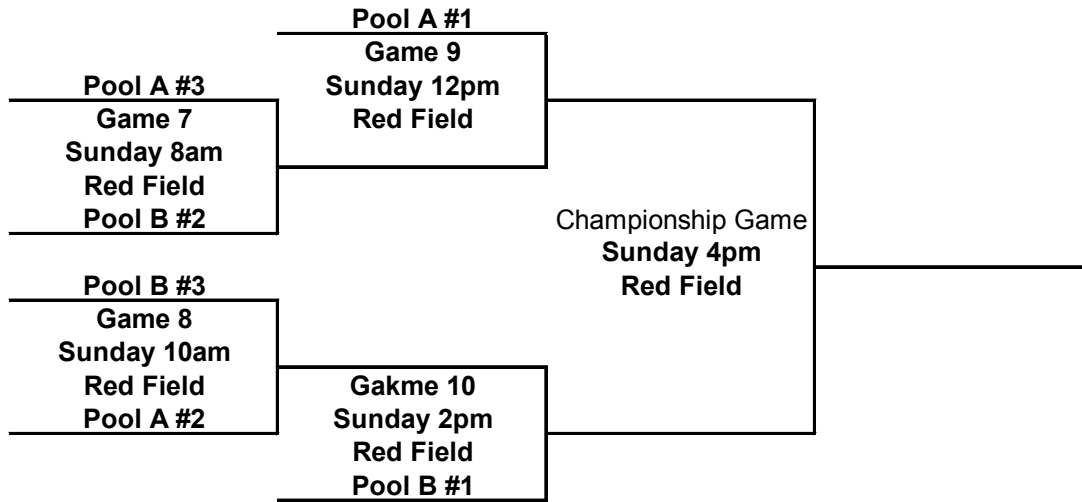 Pool A #1
Game 9
Sunday 12pm
Red Field
Pool A #3
Game 7
Sunday 8am
Red Field
Pool B #2
Championship Game
Sunday 4pm
Red Field
Pool B #3
Game 8
Sunday 10am
Red Field
Pool A #2
Gakme 10
Sunday 2pm
Red Field
Pool B #1